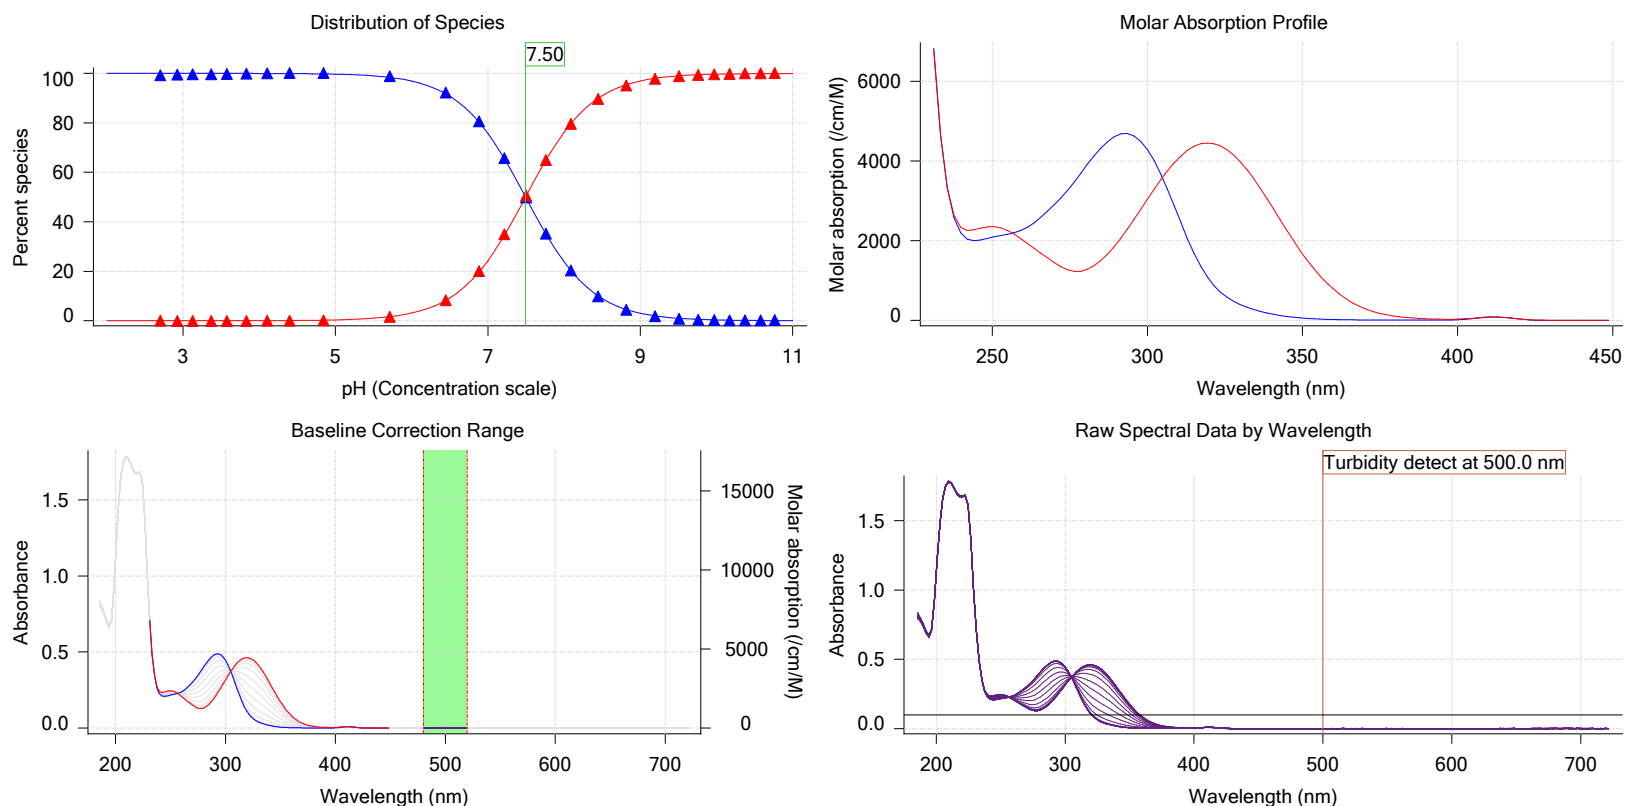 Distribution of Species
7.50
Percent species
100
80
60
40
20
0
3 5 7 9 11
pH (Concentration scale)
Molar Absorption Profile
Molar absorption (/cm/M)
6000
4000
2000
0
250 300 350 400 450
Wavelength (nm)
Baseline Correction Range
Absorbance
1.5
1.0
0.5
0.0
15000
10000
5000
0
Molar absorption (/cm/M)
200 300 400 500 600 700
Wavelength (nm)
Raw Spectral Data by Wavelength
Turbidity detect at 500.0 nm
Absorbance
1.5
1.0
0.5
0.0
200 300 400 500 600 700
Wavelength (nm)